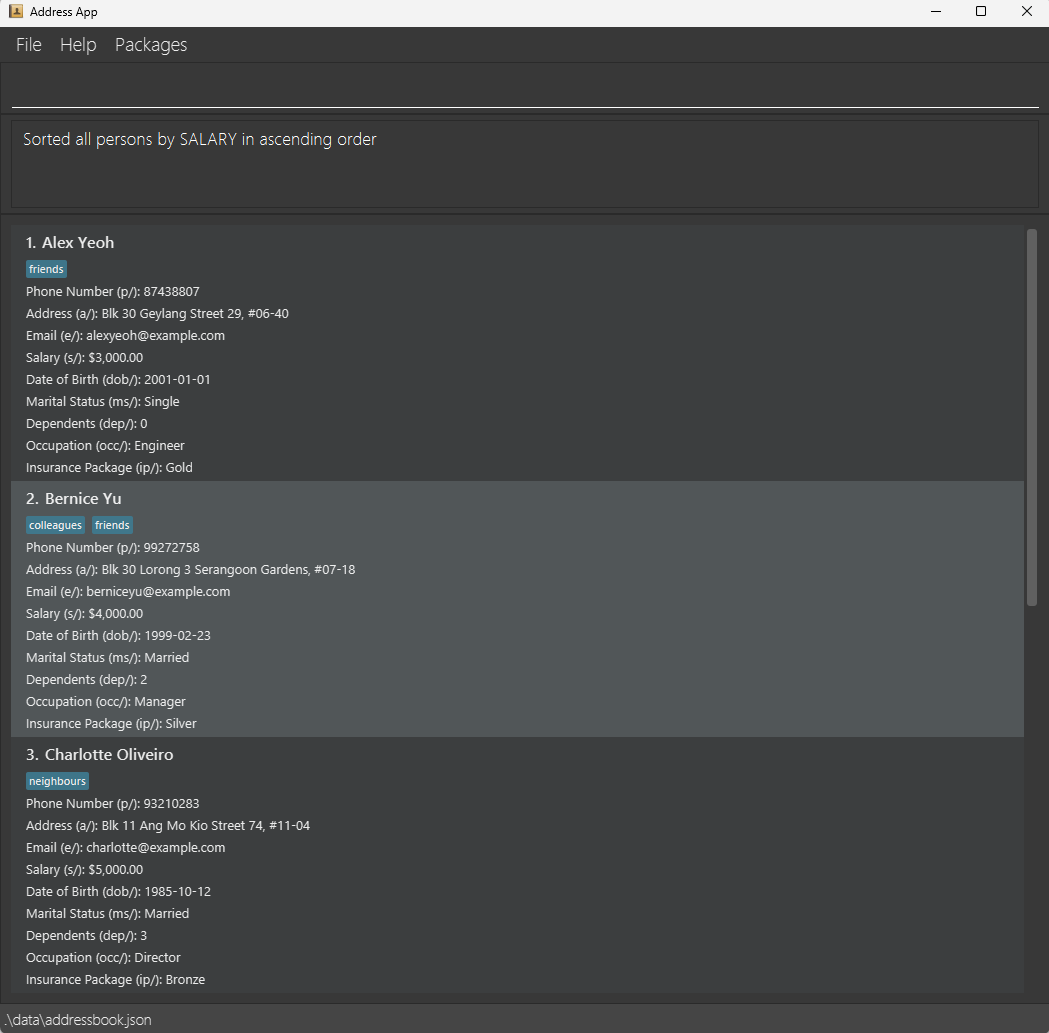 Address App
File Help Packages
Sorted all persons by SALARY in ascending order
1. Alex Yeoh
friends
Phone Number (p/): 87438807
Address (a/): Blk 30 Geylang Street 29, #06-40
Email (e/): alexyeoh@example.com
Salary (s/): $3,000.00
Date of Birth (dob/): 2001-01-01
Marital Status (ms/): Single
Dependents (dep/): 0
Occupation (occ/): Engineer
Insurance Package (ip/): Gold
2. Bernice Yu
colleagues friends
Phone Number (p/): 99272758
Address (a/): Blk 30 Lorong 3 Serangoon Gardens, #07-18
Email (e/): berniceyu@example.com
Salary (s/): $4,000.00
Date of Birth (dob/): 1999-02-23
Marital Status (ms/): Married
Dependents (dep/): 2
Occupation (occ/): Manager
Insurance Package (ip/): Silver
3. Charlotte Oliveiro
neighbours
Phone Number (p/): 93210283
Address (a/): Blk 11 Ang Mo Kio Street 74, #11-04
Email (e/): charlotte@example.com
Salary (s/): $5,000.00
Date of Birth (dob/): 1985-10-12
Marital Status (ms/): Married
Dependents (dep/): 3
Occupation (occ/): Director
Insurance Package (ip/): Bronze
.\data\addressbook.json